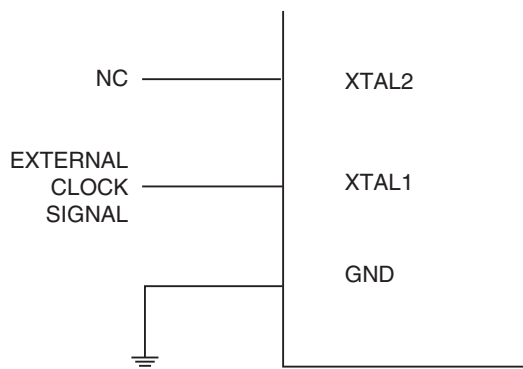 NC
XTAL2
EXTERNAL
CLOCK
SIGNAL
XTAL1
GND